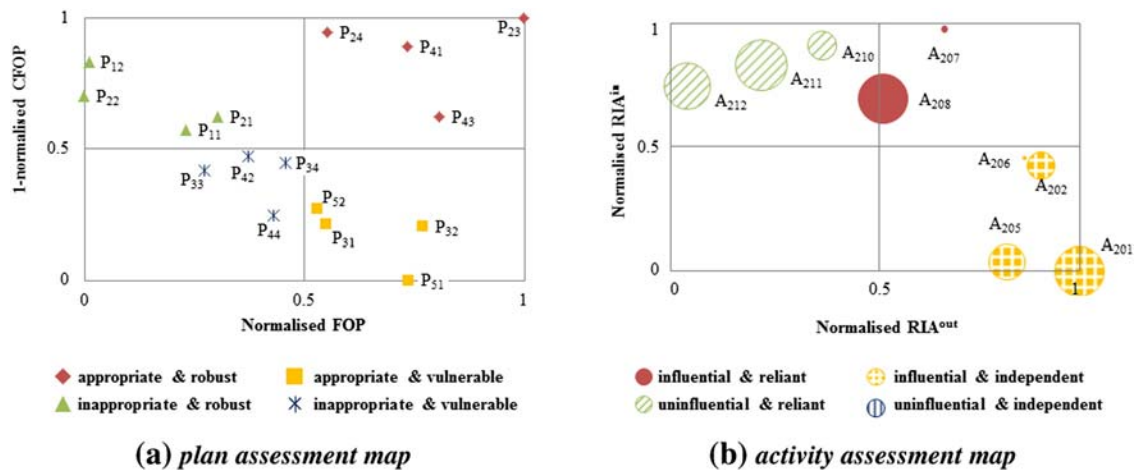 1
P₂₄
P₂₃
P₄₁
P₁₂
P₂₂
P₂₁
P₄₃
P₁₁
0.5
P₃₄
P₃₃
P₄₂
P₅₂
P₄₄
P₃₁
P₃₂
P₅₁
0
0
0.5
1
1-normalised CFOP
Normalised FOP
appropriate & robust
appropriate & vulnerable
inappropriate & robust
inappropriate & vulnerable
(a) plan assessment map
1
A₂₁₀
A₂₀₇
A₂₁₁
A₂₁₂
A₂₀₈
0.5
A₂₀₆
A₂₀₂
A₂₀₅
A₂₀₁
0
0
0.5
1
Normalised RIAⁱⁿ
Normalised RIAᵒᵘᵗ
influential & reliant
influential & independent
uninfluential & reliant
uninfluential & independent
(b) activity assessment map